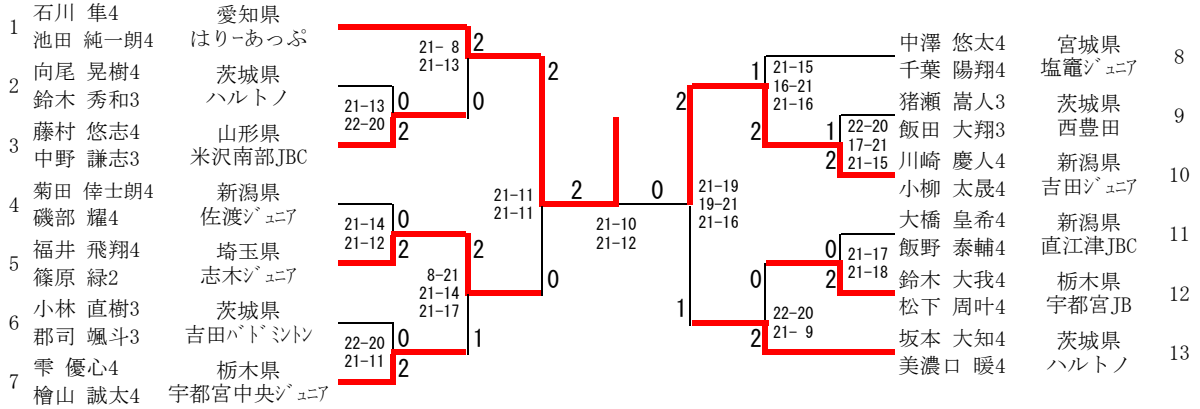 1 石川 隼4 愛知県
池田 純一朗4 はりーあっぷ
2 向尾 晃樹4 茨城県
鈴木 秀和3 ハルトノ
3 藤村 悠志4 山形県
中野 謙志3 米沢南部JBC
4 菊田 倖士朗4 新潟県
磯部 耀4 佐渡ジュニア
5 福井 飛翔4 埼玉県
篠原 緑2 志木ジュニア
6 小林 直樹3 茨城県
郡司 颯斗3 吉田バドミントン
7 雫 優心4 栃木県
檜山 誠太4 宇都宮中央ジュニア
21- 8
21-13
2
0
21-13
22-20
0
2
2
21-11
21-11
0
21-14
21-12
0
2
8-21
21-14
21-17
2
1
22-20
21-11
0
2
2
0
21-10
21-12
2
21-19
19-21
21-16
1
1
21-15
16-21
21-16
2
1
22-20
17-21
21-15
2
0
21-17
21-18
2
0
22-20
21- 9
2
中澤 悠太4 宮城県 8
千葉 陽翔4 塩竈ジュニア
猪瀬 嵩人3 茨城県 9
飯田 大翔3 西豊田
川崎 慶人4 新潟県 10
小柳 太晟4 吉田ジュニア
大橋 皇希4 新潟県 11
飯野 泰輔4 直江津JBC
鈴木 大我4 栃木県 12
松下 周叶4 宇都宮JB
坂本 大知4 茨城県 13
美濃口 暖4 ハルトノ